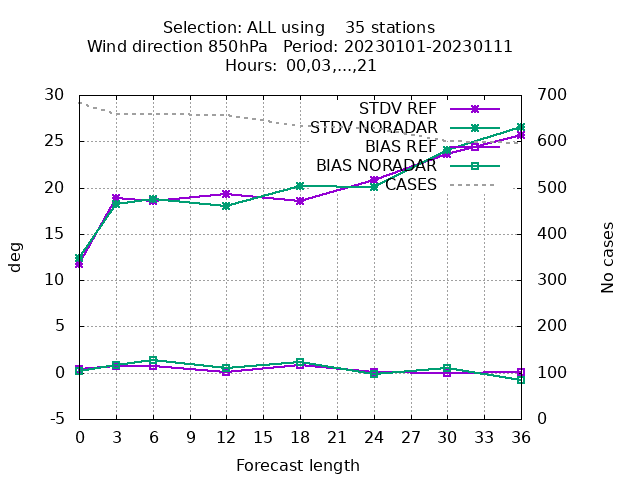 Selection: ALL using    35 stations
Wind direction 850hPa   Period: 20230101-20230111
Hours: 00,03,...,21
30
25
20
15
10
5
0
-5
deg
700
600
500
400
300
200
100
0
No cases
STDV REF
STDV NORADAR
BIAS REF
BIAS NORADAR
CASES
0 3 6 9 12 15 18 21 24 27 30 33 36
Forecast length